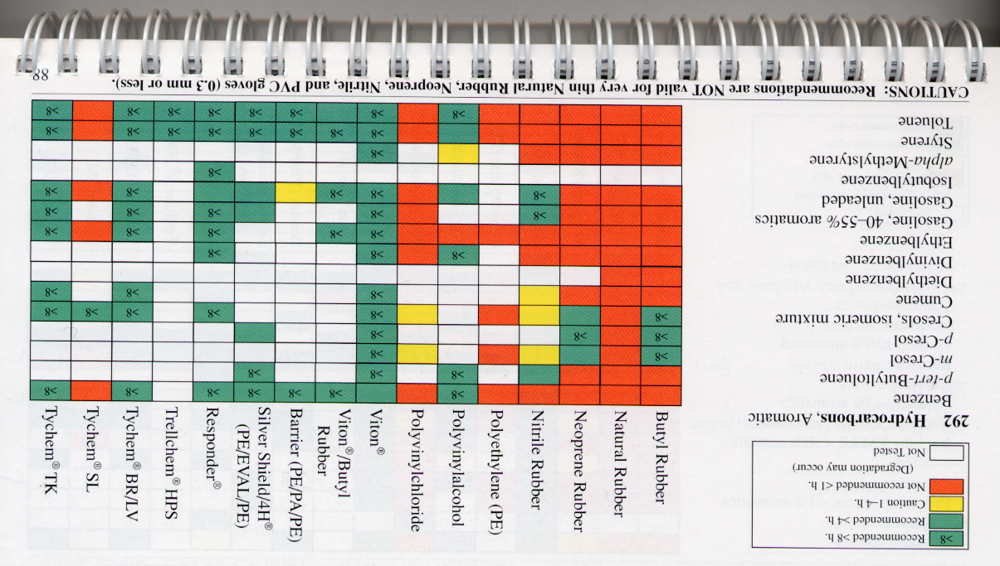 >8 Recommended >8 h.
Recommended >4 h.
Caution 1–4 h.
Not recommended <1 h.
(Degradation may occur)
Not Tested
Butyl Rubber
Natural Rubber
Neoprene Rubber
Nitrile Rubber
Polyethylene (PE)
Polyvinylalcohol
Polyvinylchloride
Viton®
Viton®/Butyl
Rubber
Barrier (PE/PA/PE)
Silver Shield/4H®
(PE/EVAL/PE)
Responder®
Trellchem® HPS
Tychem® BR/LV
Tychem® SL
Tychem® TK
292 Hydrocarbons, Aromatic
Benzene >8 >8 >8 >8 >8 >8 >8
p-tert-Butyltoluene >8 >8 >8
m-Cresol >8 >8
p-Cresol >8 >8 >8
Cresols, isomeric mixture >8 >8 >8 >8 >8 >8
Cumene >8 >8 >8
Diethylbenzene
Divinylbenzene >8 >8 >8
Ethylbenzene >8 >8 >8 >8 >8
Gasoline, 40–55% aromatics >8 >8 >8 >8 >8
Gasoline, unleaded >8 >8 >8 >8 >8
Isobutylbenzene >8
alpha-Methylstyrene >8
Styrene >8 >8 >8 >8 >8 >8 >8 >8
Toluene >8 >8 >8 >8 >8 >8 >8 >8
CAUTIONS: Recommendations are NOT valid for very thin Natural Rubber, Neoprene, Nitrile, and PVC gloves (0.3 mm or less).
88